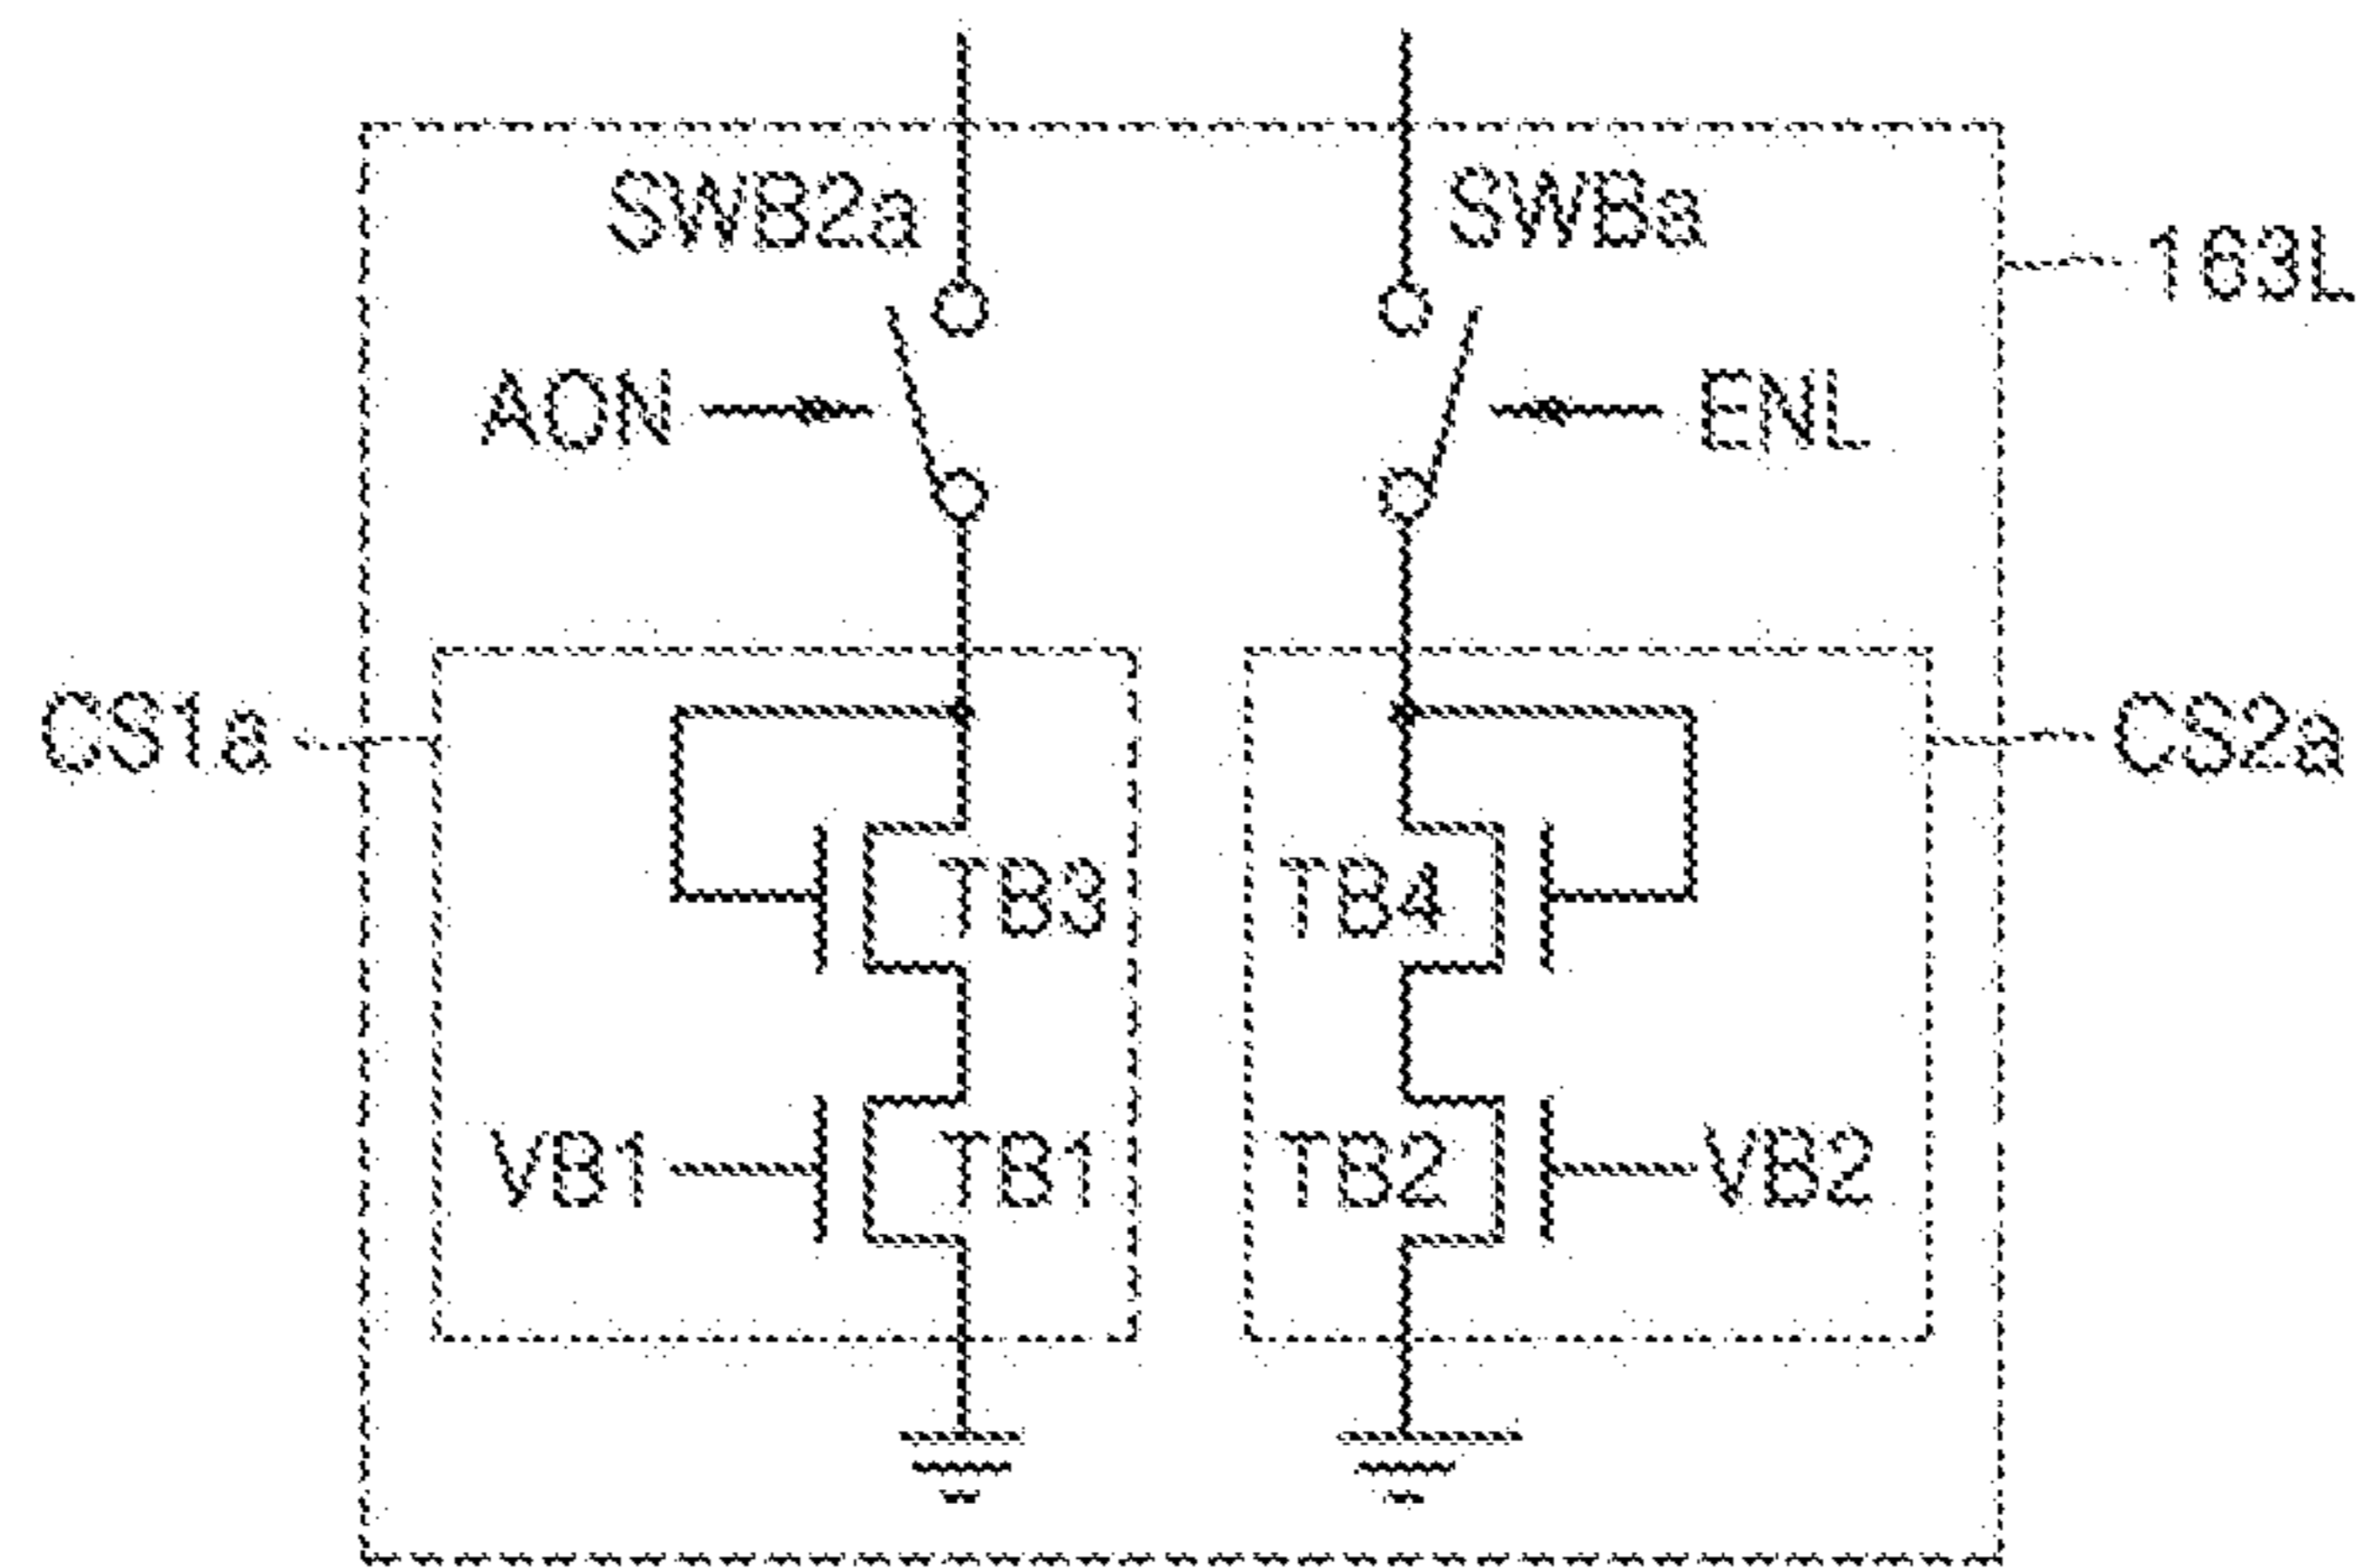 SWB2a SWBa
163L
AON ENL
CS1a CS2a
TB3 TB4
VB1 TB1 TB2 VB2